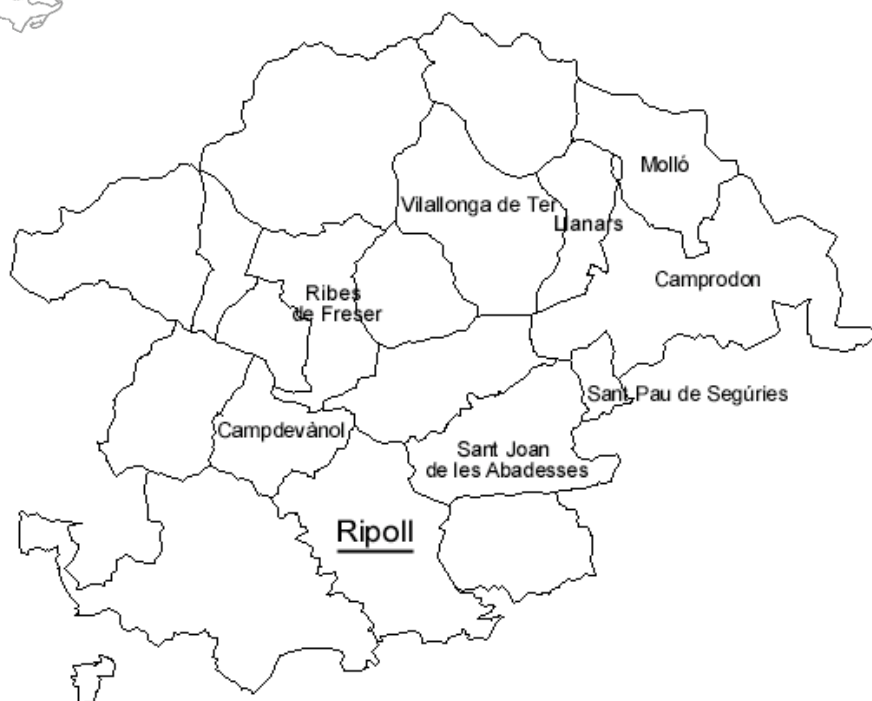 Molló
Vilallonga de Ter
Llanars
Camprodon
Ribes
de Freser
Sant Pau de Segúries
Campdevànol
Sant Joan
de les Abadesses
Ripoll